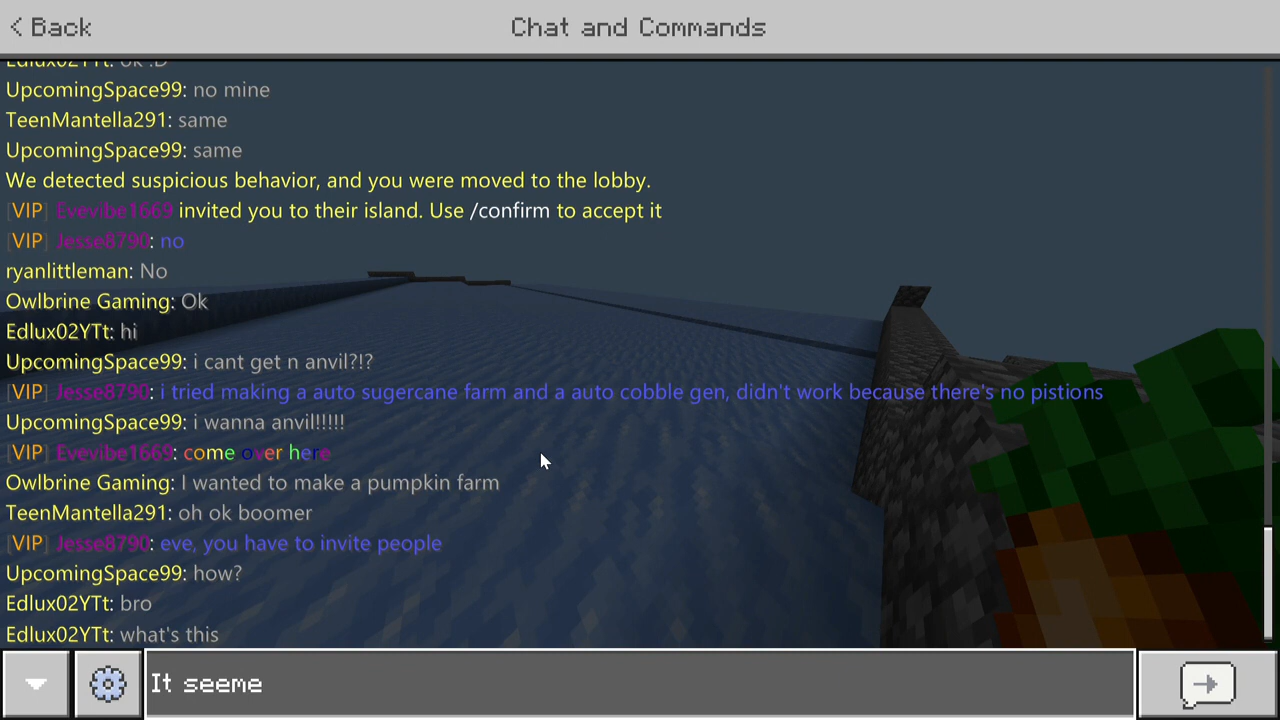 < Back
Chat and Commands
Edlux02YTt: ok :D
UpcomingSpace99: no mine
TeenMantella291: same
UpcomingSpace99: same
We detected suspicious behavior, and you were moved to the lobby.
[VIP] Evevibe1669 invited you to their island. Use /confirm to accept it
[VIP] Jesse8790: no
ryanlittleman: No
Owlbrine Gaming: Ok
Edlux02YTt: hi
UpcomingSpace99: i cant get n anvil?!?
[VIP] Jesse8790: i tried making a auto sugercane farm and a auto cobble gen, didn't work because there's no pistions
UpcomingSpace99: i wanna anvil!!!!!
[VIP] Evevibe1669: come over here
Owlbrine Gaming: I wanted to make a pumpkin farm
TeenMantella291: oh ok boomer
[VIP] Jesse8790: eve, you have to invite people
UpcomingSpace99: how?
Edlux02YTt: bro
Edlux02YTt: what's this
It seeme